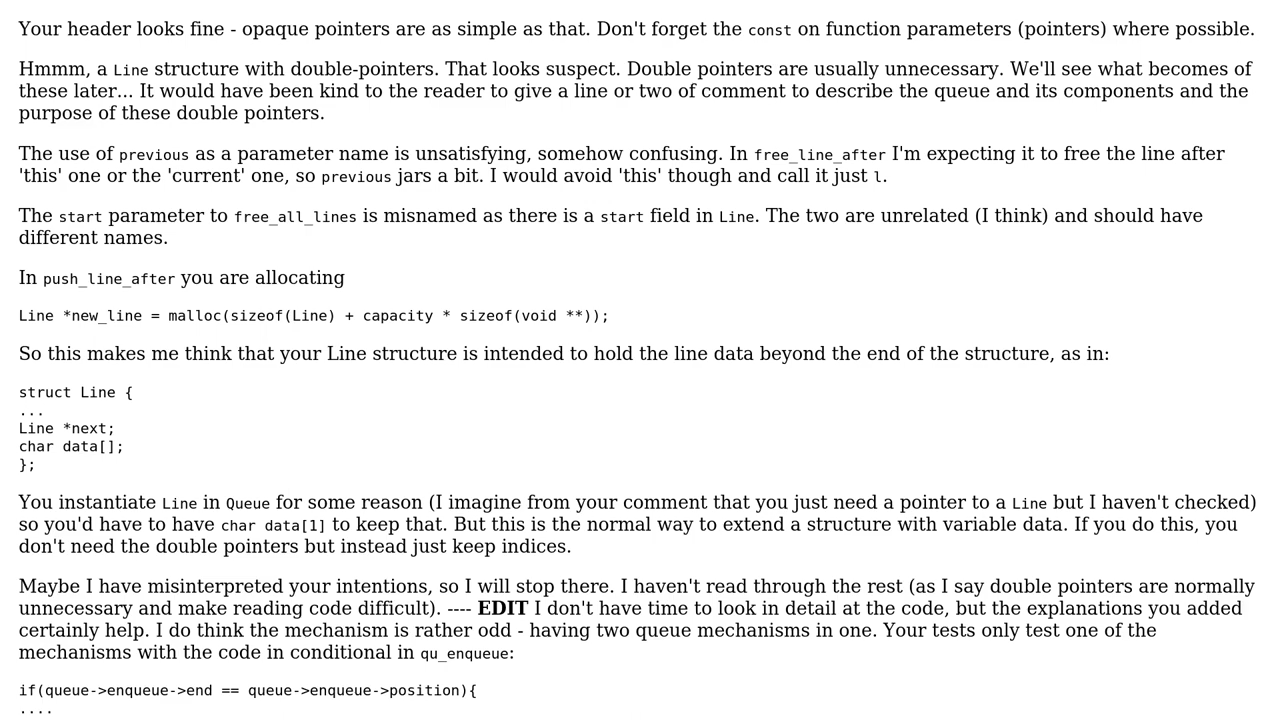 Your header looks fine - opaque pointers are as simple as that. Don't forget the const on function parameters (pointers) where possible.
Hmmm, a Line structure with double-pointers. That looks suspect. Double pointers are usually unnecessary. We'll see what becomes of
these later... It would have been kind to the reader to give a line or two of comment to describe the queue and its components and the
purpose of these double pointers.
The use of previous as a parameter name is unsatisfying, somehow confusing. In free_line_after I'm expecting it to free the line after
'this' one or the 'current' one, so previous jars a bit. I would avoid 'this' though and call it just l.
The start parameter to free_all_lines is misnamed as there is a start field in Line. The two are unrelated (I think) and should have
different names.
In push_line_after you are allocating
Line *new_line = malloc(sizeof(Line) + capacity * sizeof(void **));
So this makes me think that your Line structure is intended to hold the line data beyond the end of the structure, as in:
struct Line {
...
Line *next;
char data[];
};
You instantiate Line in Queue for some reason (I imagine from your comment that you just need a pointer to a Line but I haven't checked)
so you'd have to have char data[1] to keep that. But this is the normal way to extend a structure with variable data. If you do this, you
don't need the double pointers but instead just keep indices.
Maybe I have misinterpreted your intentions, so I will stop there. I haven't read through the rest (as I say double pointers are normally
unnecessary and make reading code difficult). ---- EDIT I don't have time to look in detail at the code, but the explanations you added
certainly help. I do think the mechanism is rather odd - having two queue mechanisms in one. Your tests only test one of the
mechanisms with the code in conditional in qu_enqueue:
if(queue->enqueue->end == queue->enqueue->position){
....